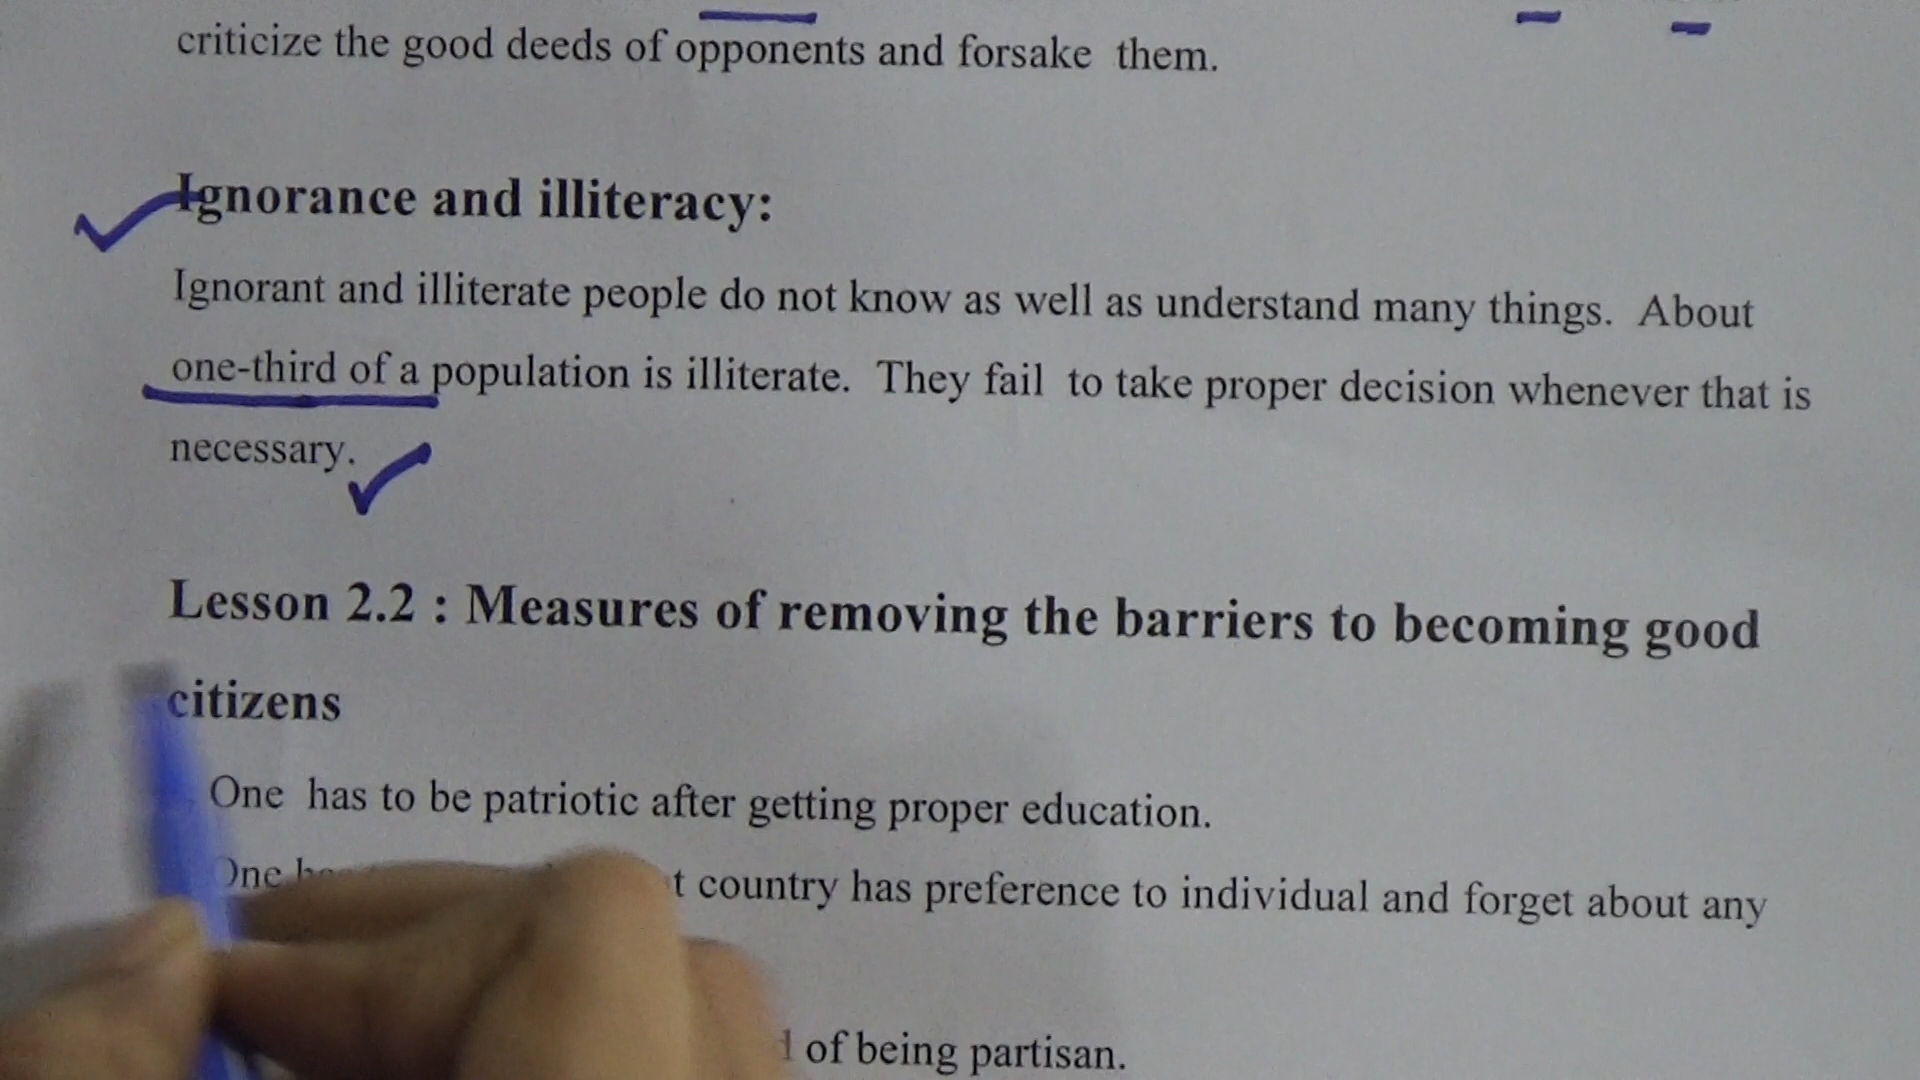 criticize the good deeds of opponents and forsake them.
Ignorance and illiteracy:
Ignorant and illiterate people do not know as well as understand many things. About
one-third of a population is illiterate. They fail to take proper decision whenever that is
necessary.
Lesson 2.2 : Measures of removing the barriers to becoming good
citizens
One has to be patriotic after getting proper education.
One country has preference to individual and forget about any
of being partisan.